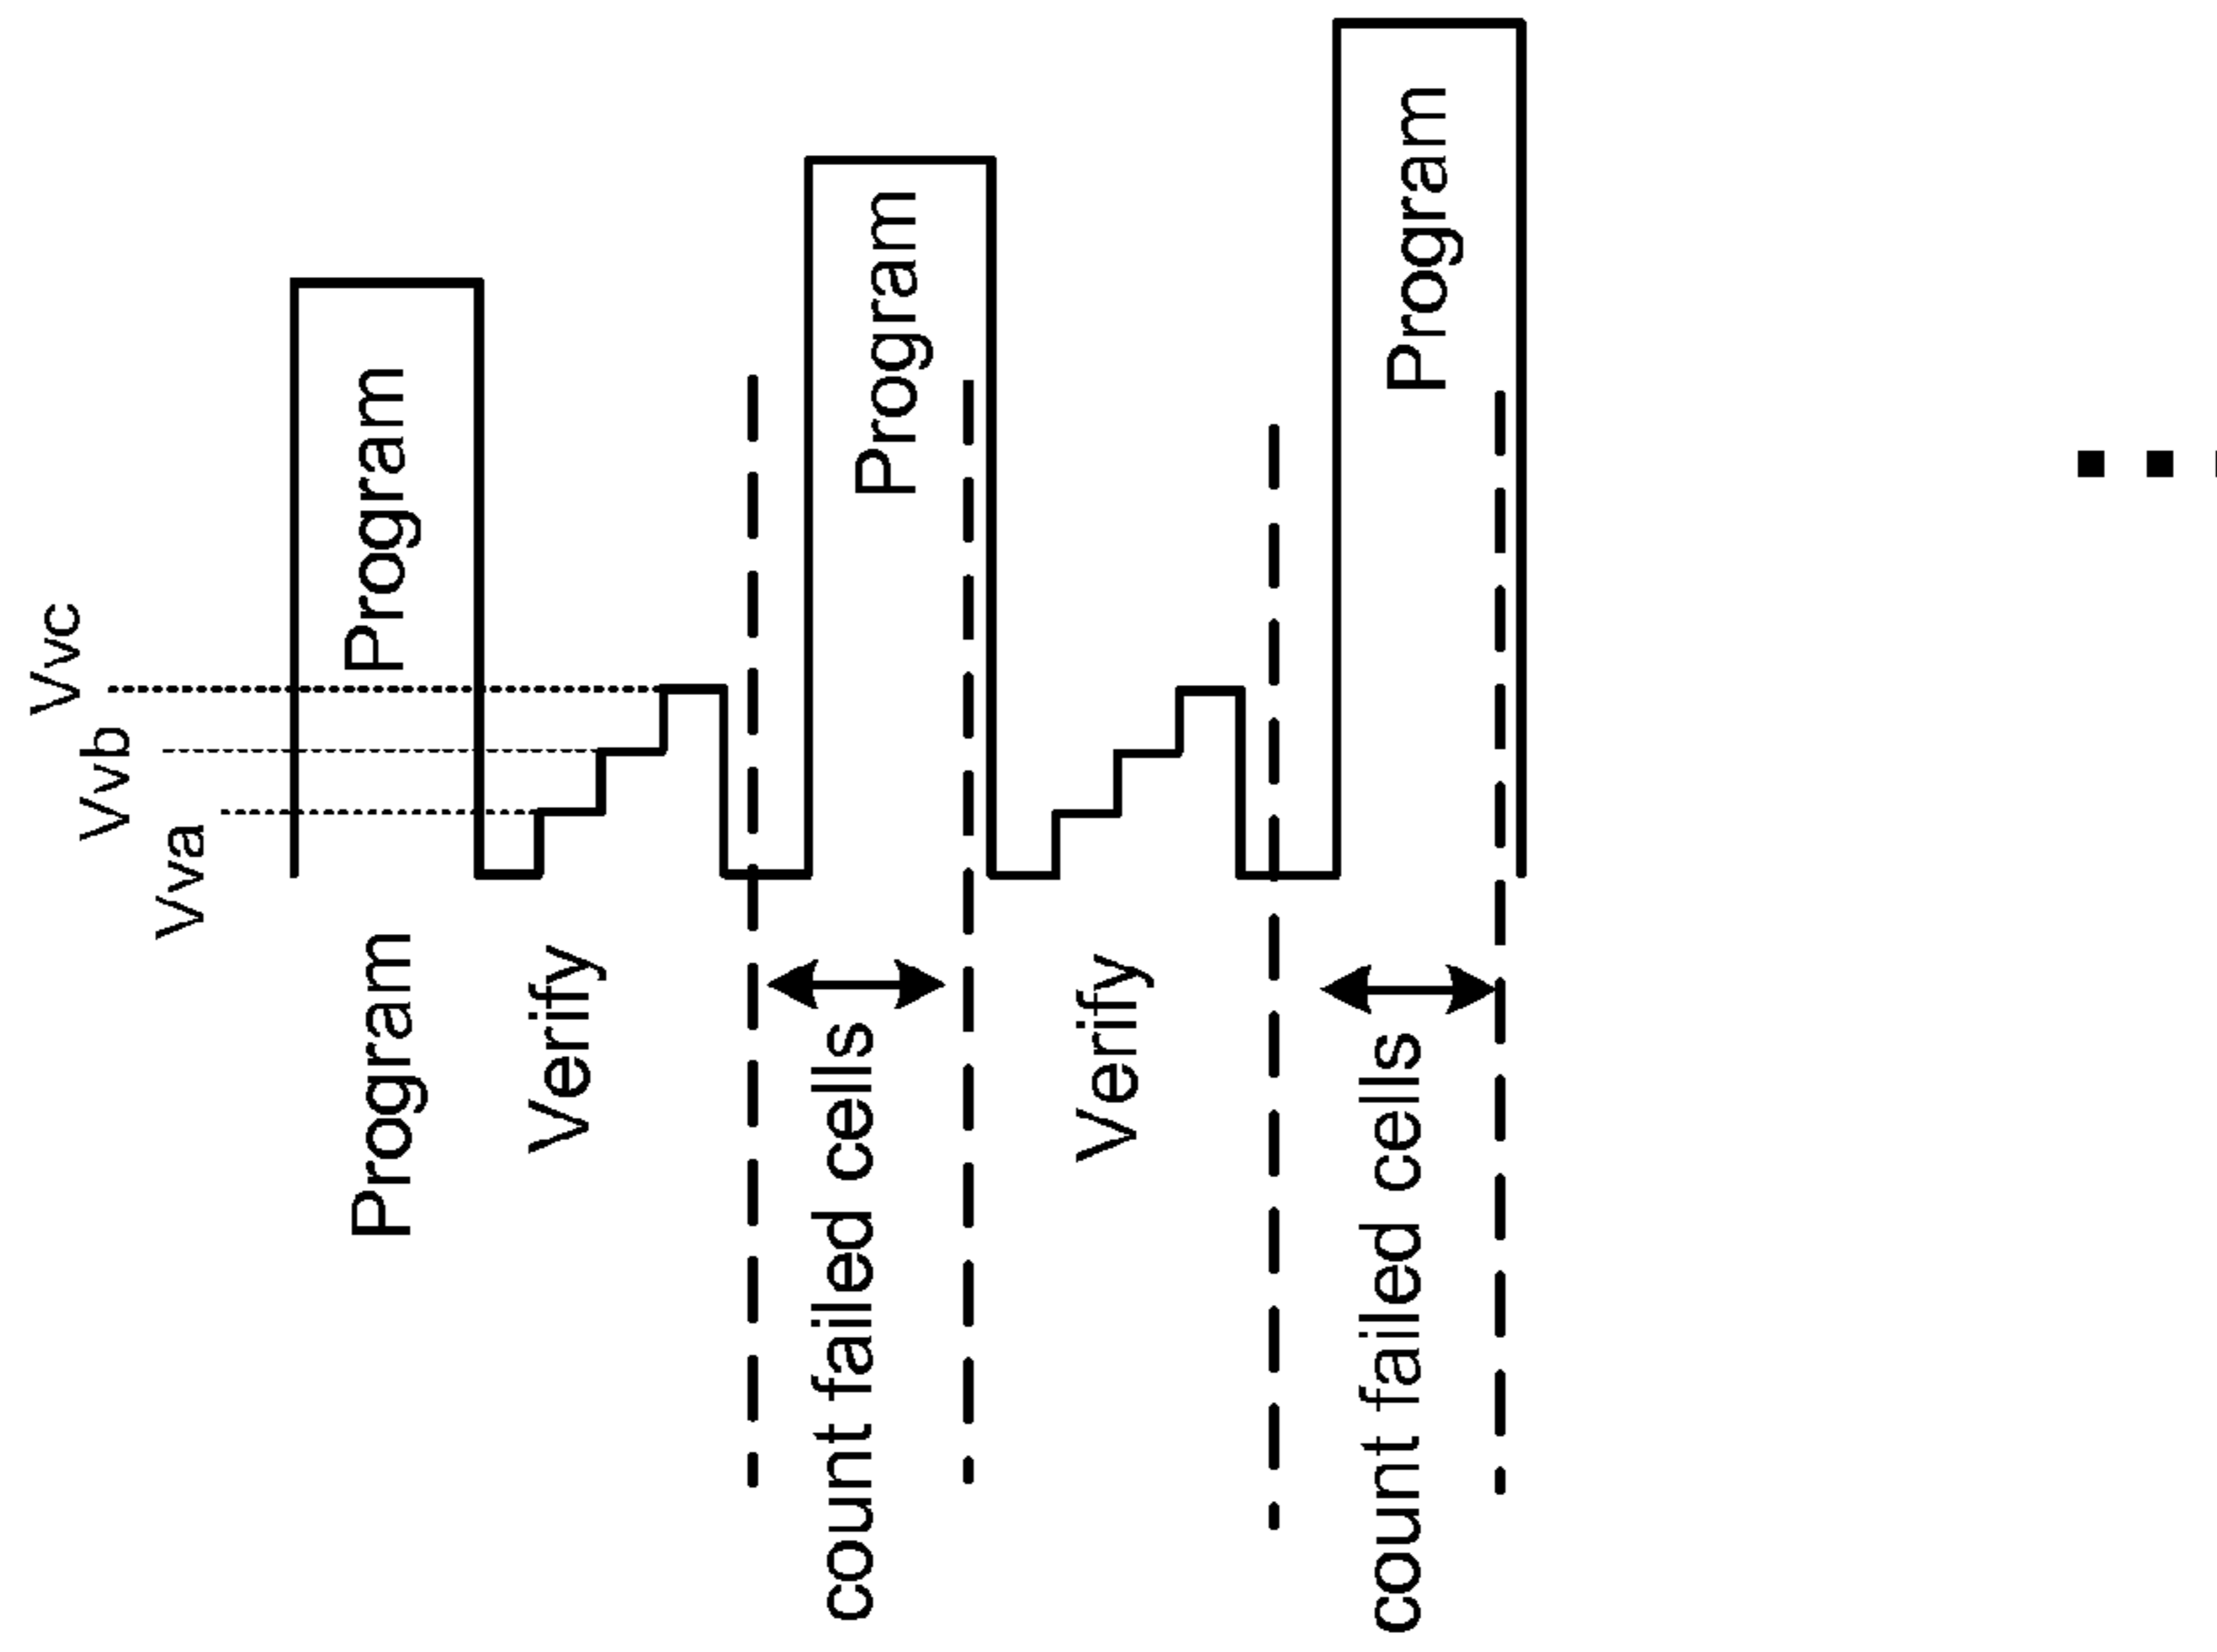 Vvc
Vvb
Vva
Program
Program
Program
Program
Verify
count failed cells
Verify
count failed cells